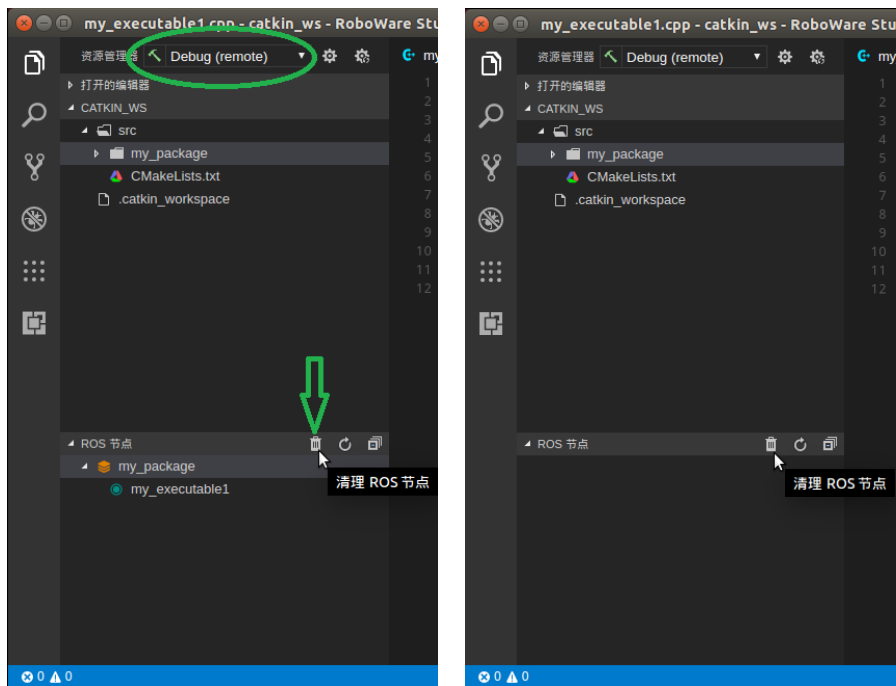 my_executable1.cpp - catkin_ws - RoboWare Stu
资源管理器 Debug (remote) my
打开的编辑器
CATKIN_WS
src
my_package
CMakeLists.txt
.catkin_workspace
1
2
3
4
5
6
7
8
9
10
11
12
ROS 节点
my_package
my_executable1
清理 ROS 节点
0 0
my_executable1.cpp - catkin_ws - RoboWare Stu
资源管理器 Debug (remote) my
打开的编辑器
CATKIN_WS
src
my_package
CMakeLists.txt
.catkin_workspace
1
2
3
4
5
6
7
8
9
10
11
12
ROS 节点
清理 ROS 节点
0 0